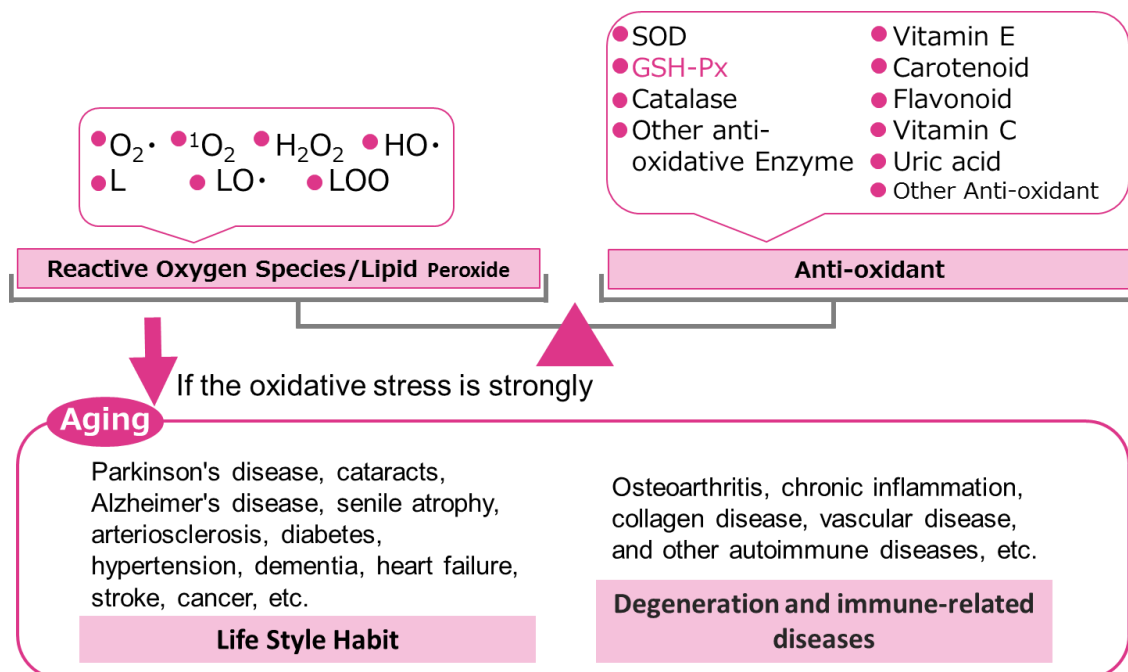 O₂・ ¹O₂ H₂O₂ HO・
L LO・ LOO
SOD
GSH-Px
Catalase
Other anti-
oxidative Enzyme
Vitamin E
Carotenoid
Flavonoid
Vitamin C
Uric acid
Other Anti-oxidant
Reactive Oxygen Species/Lipid Peroxide
Anti-oxidant
If the oxidative stress is strongly
Aging
Parkinson's disease, cataracts,
Alzheimer's disease, senile atrophy,
arteriosclerosis, diabetes,
hypertension, dementia, heart failure,
stroke, cancer, etc.
Life Style Habit
Osteoarthritis, chronic inflammation,
collagen disease, vascular disease,
and other autoimmune diseases, etc.
Degeneration and immune-related
diseases